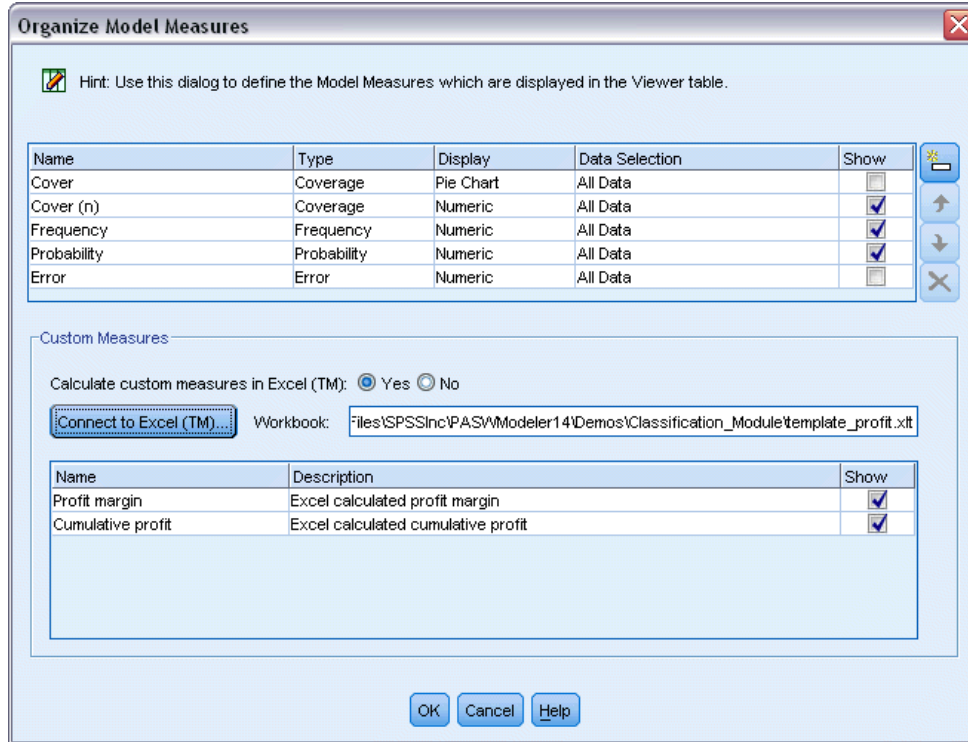 Organize Model Measures
Hint: Use this dialog to define the Model Measures which are displayed in the Viewer table.
Name Type Display Data Selection Show
Cover Coverage Pie Chart All Data
Cover (n) Coverage Numeric All Data
Frequency Frequency Numeric All Data
Probability Probability Numeric All Data
Error Error Numeric All Data
Custom Measures
Calculate custom measures in Excel (TM): Yes No
Connect to Excel (TM)... Workbook: Files\SPSSInc\PASWModeler14\Demos\Classification_Module\template_profit.xlt
Name Description Show
Profit margin Excel calculated profit margin
Cumulative profit Excel calculated cumulative profit
OK Cancel Help